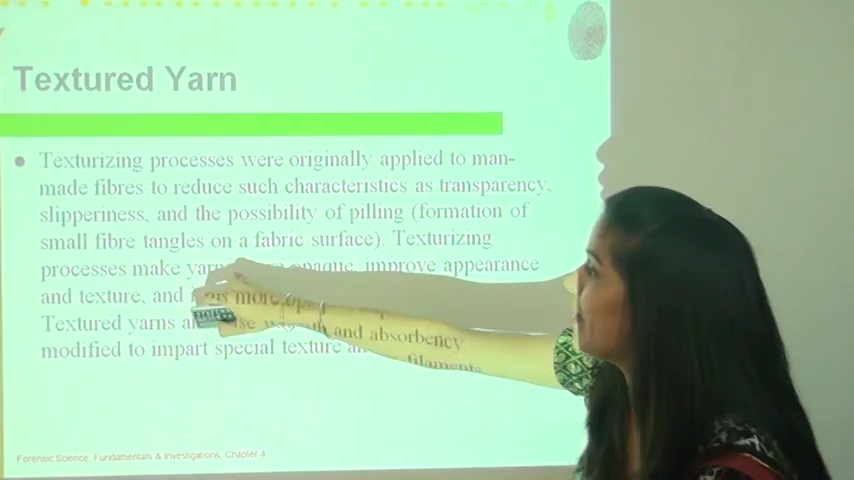 Textured Yarn
• Texturizing processes were originally applied to man-
made fibres to reduce such characteristics as transparency,
slipperiness, and the possibility of pilling (formation of
small fibre tangles on a fabric surface). Texturizing
processes make yarns more opaque, improve appearance
and texture, and
Textured yarns and absorbency
modified to impart special texture filaments
Forensic Science: Fundamentals & Investigations, Chapter 4